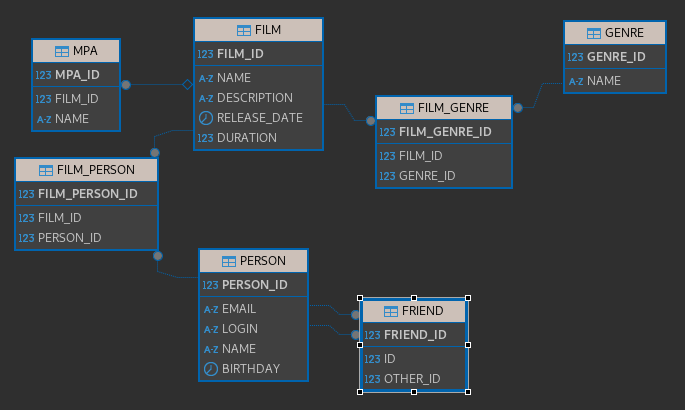 MPA
123 MPA_ID
123 FILM_ID
A-Z NAME
FILM
123 FILM_ID
A-Z NAME
A-Z DESCRIPTION
RELEASE_DATE
123 DURATION
GENRE
123 GENRE_ID
A-Z NAME
FILM_GENRE
123 FILM_GENRE_ID
123 FILM_ID
123 GENRE_ID
FILM_PERSON
123 FILM_PERSON_ID
123 FILM_ID
123 PERSON_ID
PERSON
123 PERSON_ID
A-Z EMAIL
A-Z LOGIN
A-Z NAME
BIRTHDAY
FRIEND
123 FRIEND_ID
123 ID
123 OTHER_ID